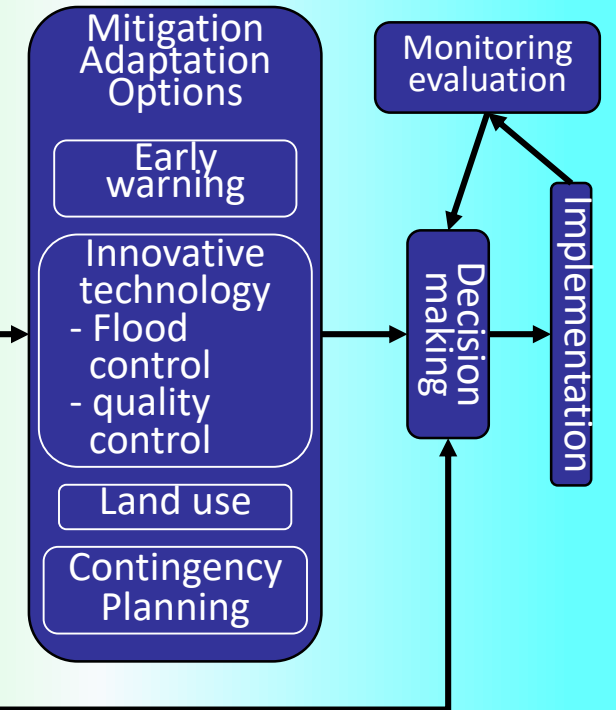 Mitigation
Adaptation
Options
Early
warning
Innovative
technology
- Flood
control
- quality
control
Land use
Contingency
Planning
Monitoring
evaluation
Decision
making
Implementation